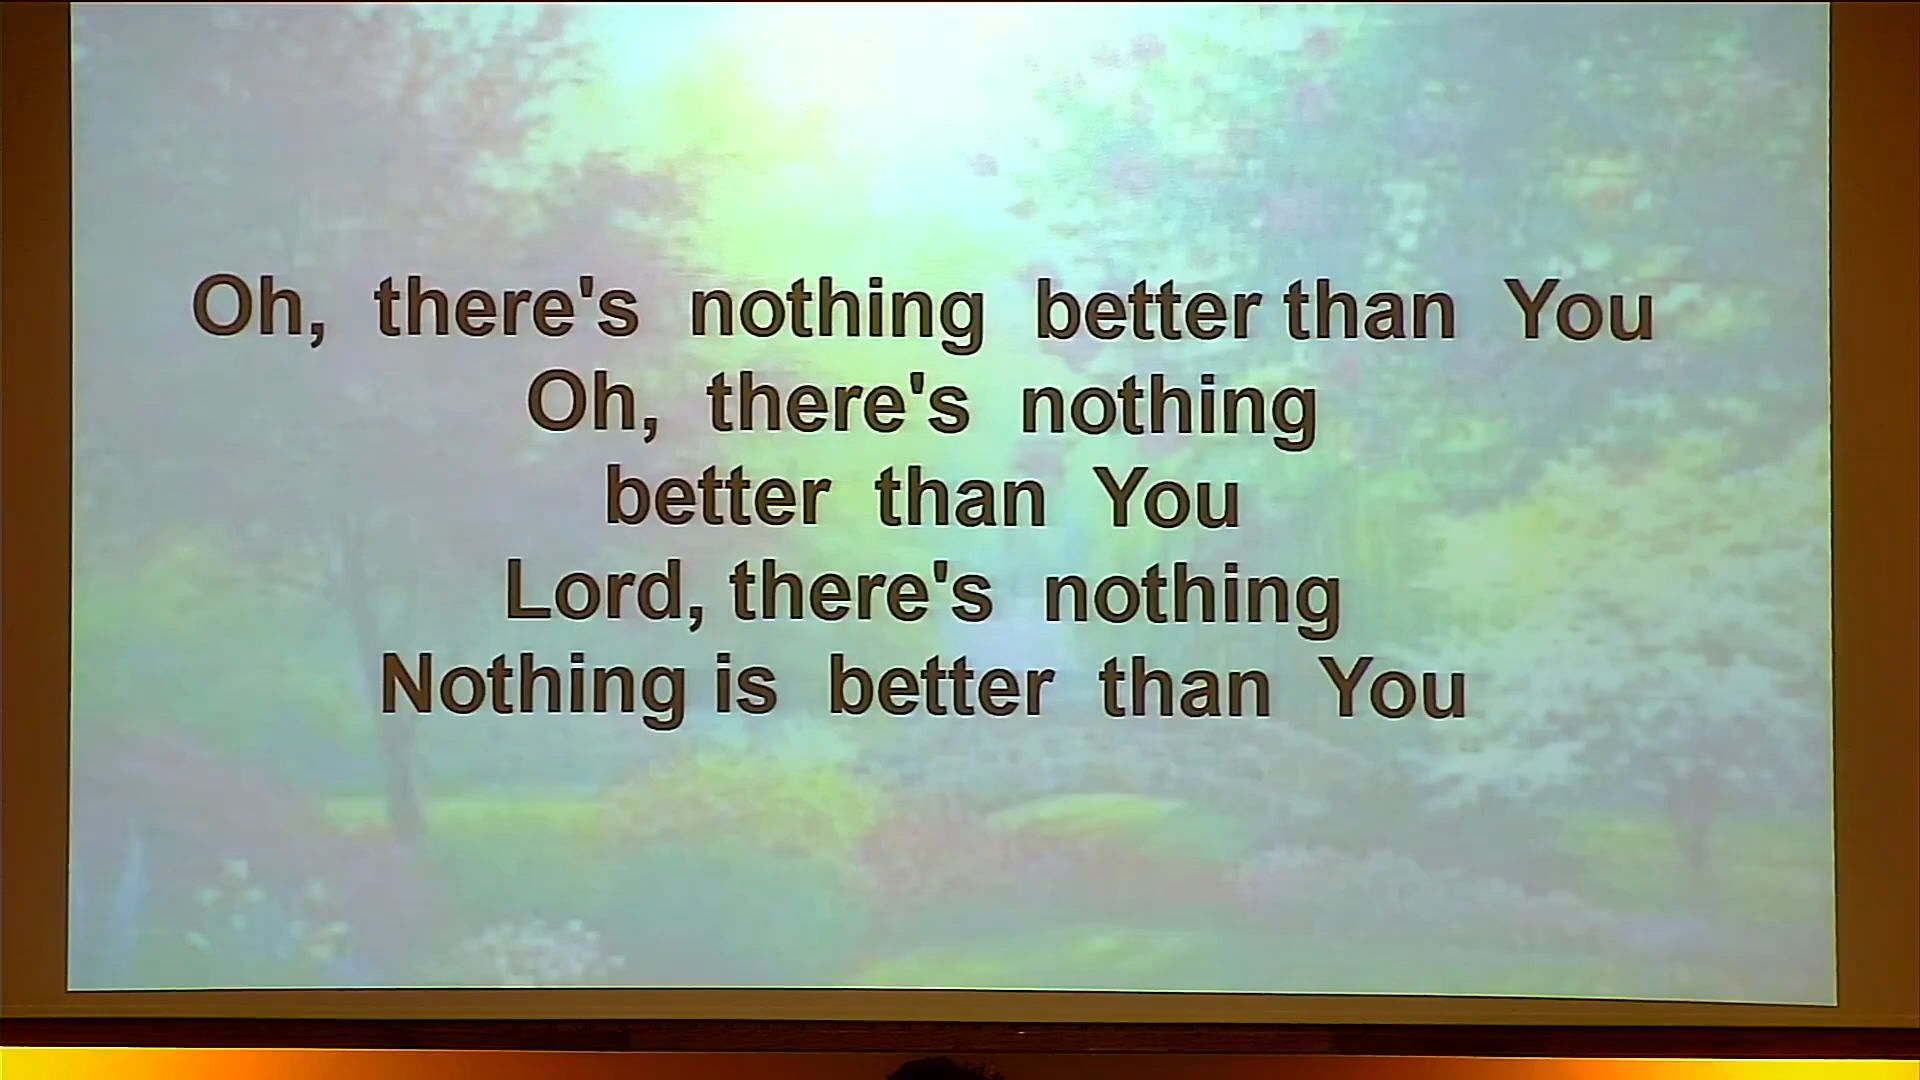 Oh, there's nothing better than You
Oh, there's nothing
better than You
Lord, there's nothing
Nothing is better than You